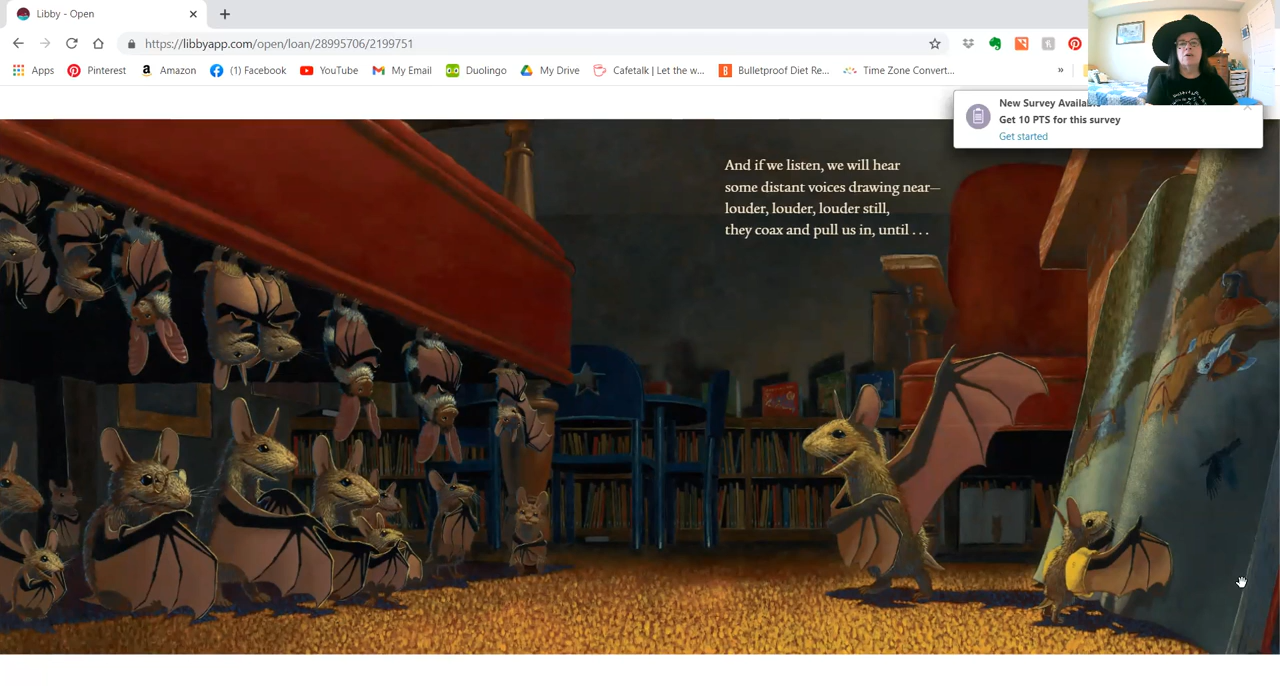 Libby - Open
https://libbyapp.com/open/loan/28995706/2199751
Apps Pinterest Amazon (1) Facebook YouTube My Email Duolingo My Drive Cafetalk | Let the w... Bulletproof Diet Re... Time Zone Convert... »
New Survey Available
Get 10 PTS for this survey
Get started
And if we listen, we will hear
some distant voices drawing near—
louder, louder, louder still,
they coax and pull us in, until . . .